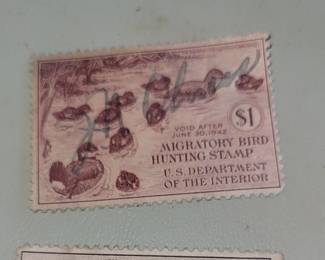 $1
VOID AFTER
JUNE 30, 1942
MIGRATORY BIRD
HUNTING STAMP
U.S. DEPARTMENT
OF THE INTERIOR